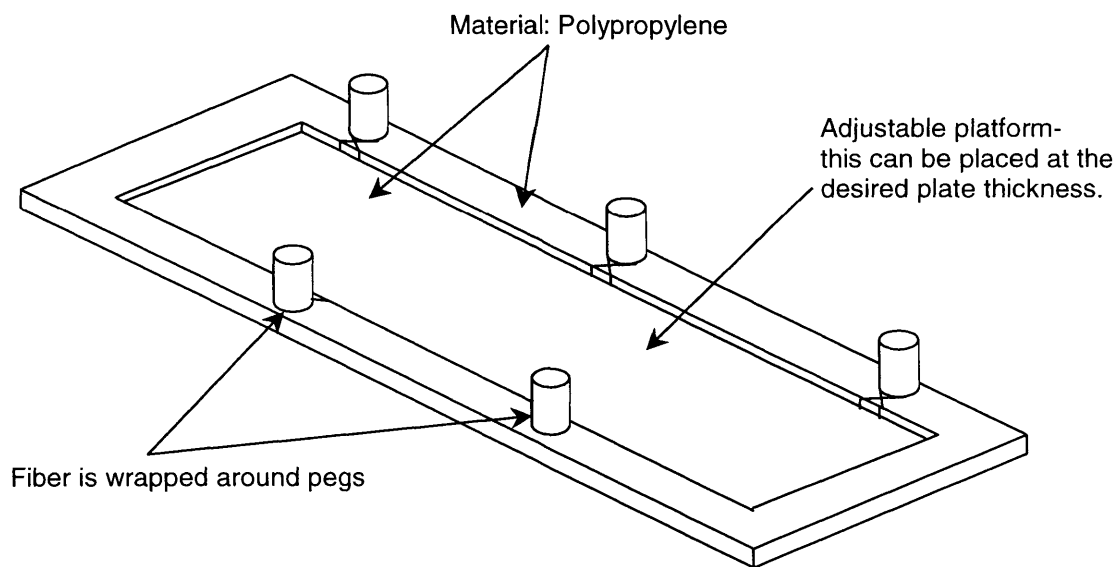 Material: Polypropylene
Adjustable platform-
this can be placed at the
desired plate thickness.
Fiber is wrapped around pegs